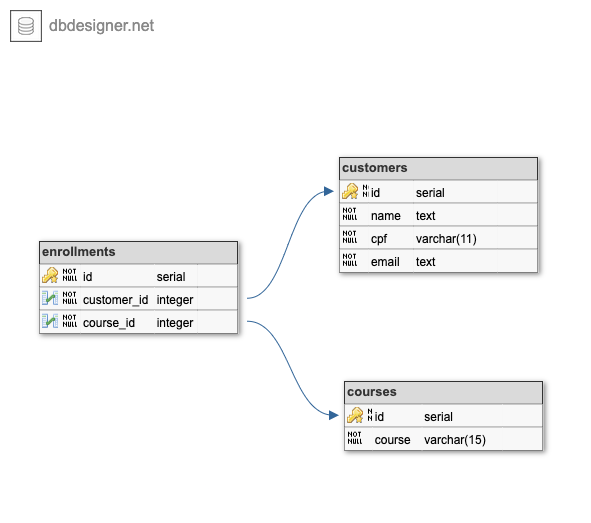 dbdesigner.net
customers
NOT NULL id serial
NOT NULL name text
NOT NULL cpf varchar(11)
NOT NULL email text
enrollments
NOT NULL id serial
NOT NULL customer_id integer
NOT NULL course_id integer
courses
N N id serial
NOT NULL course varchar(15)